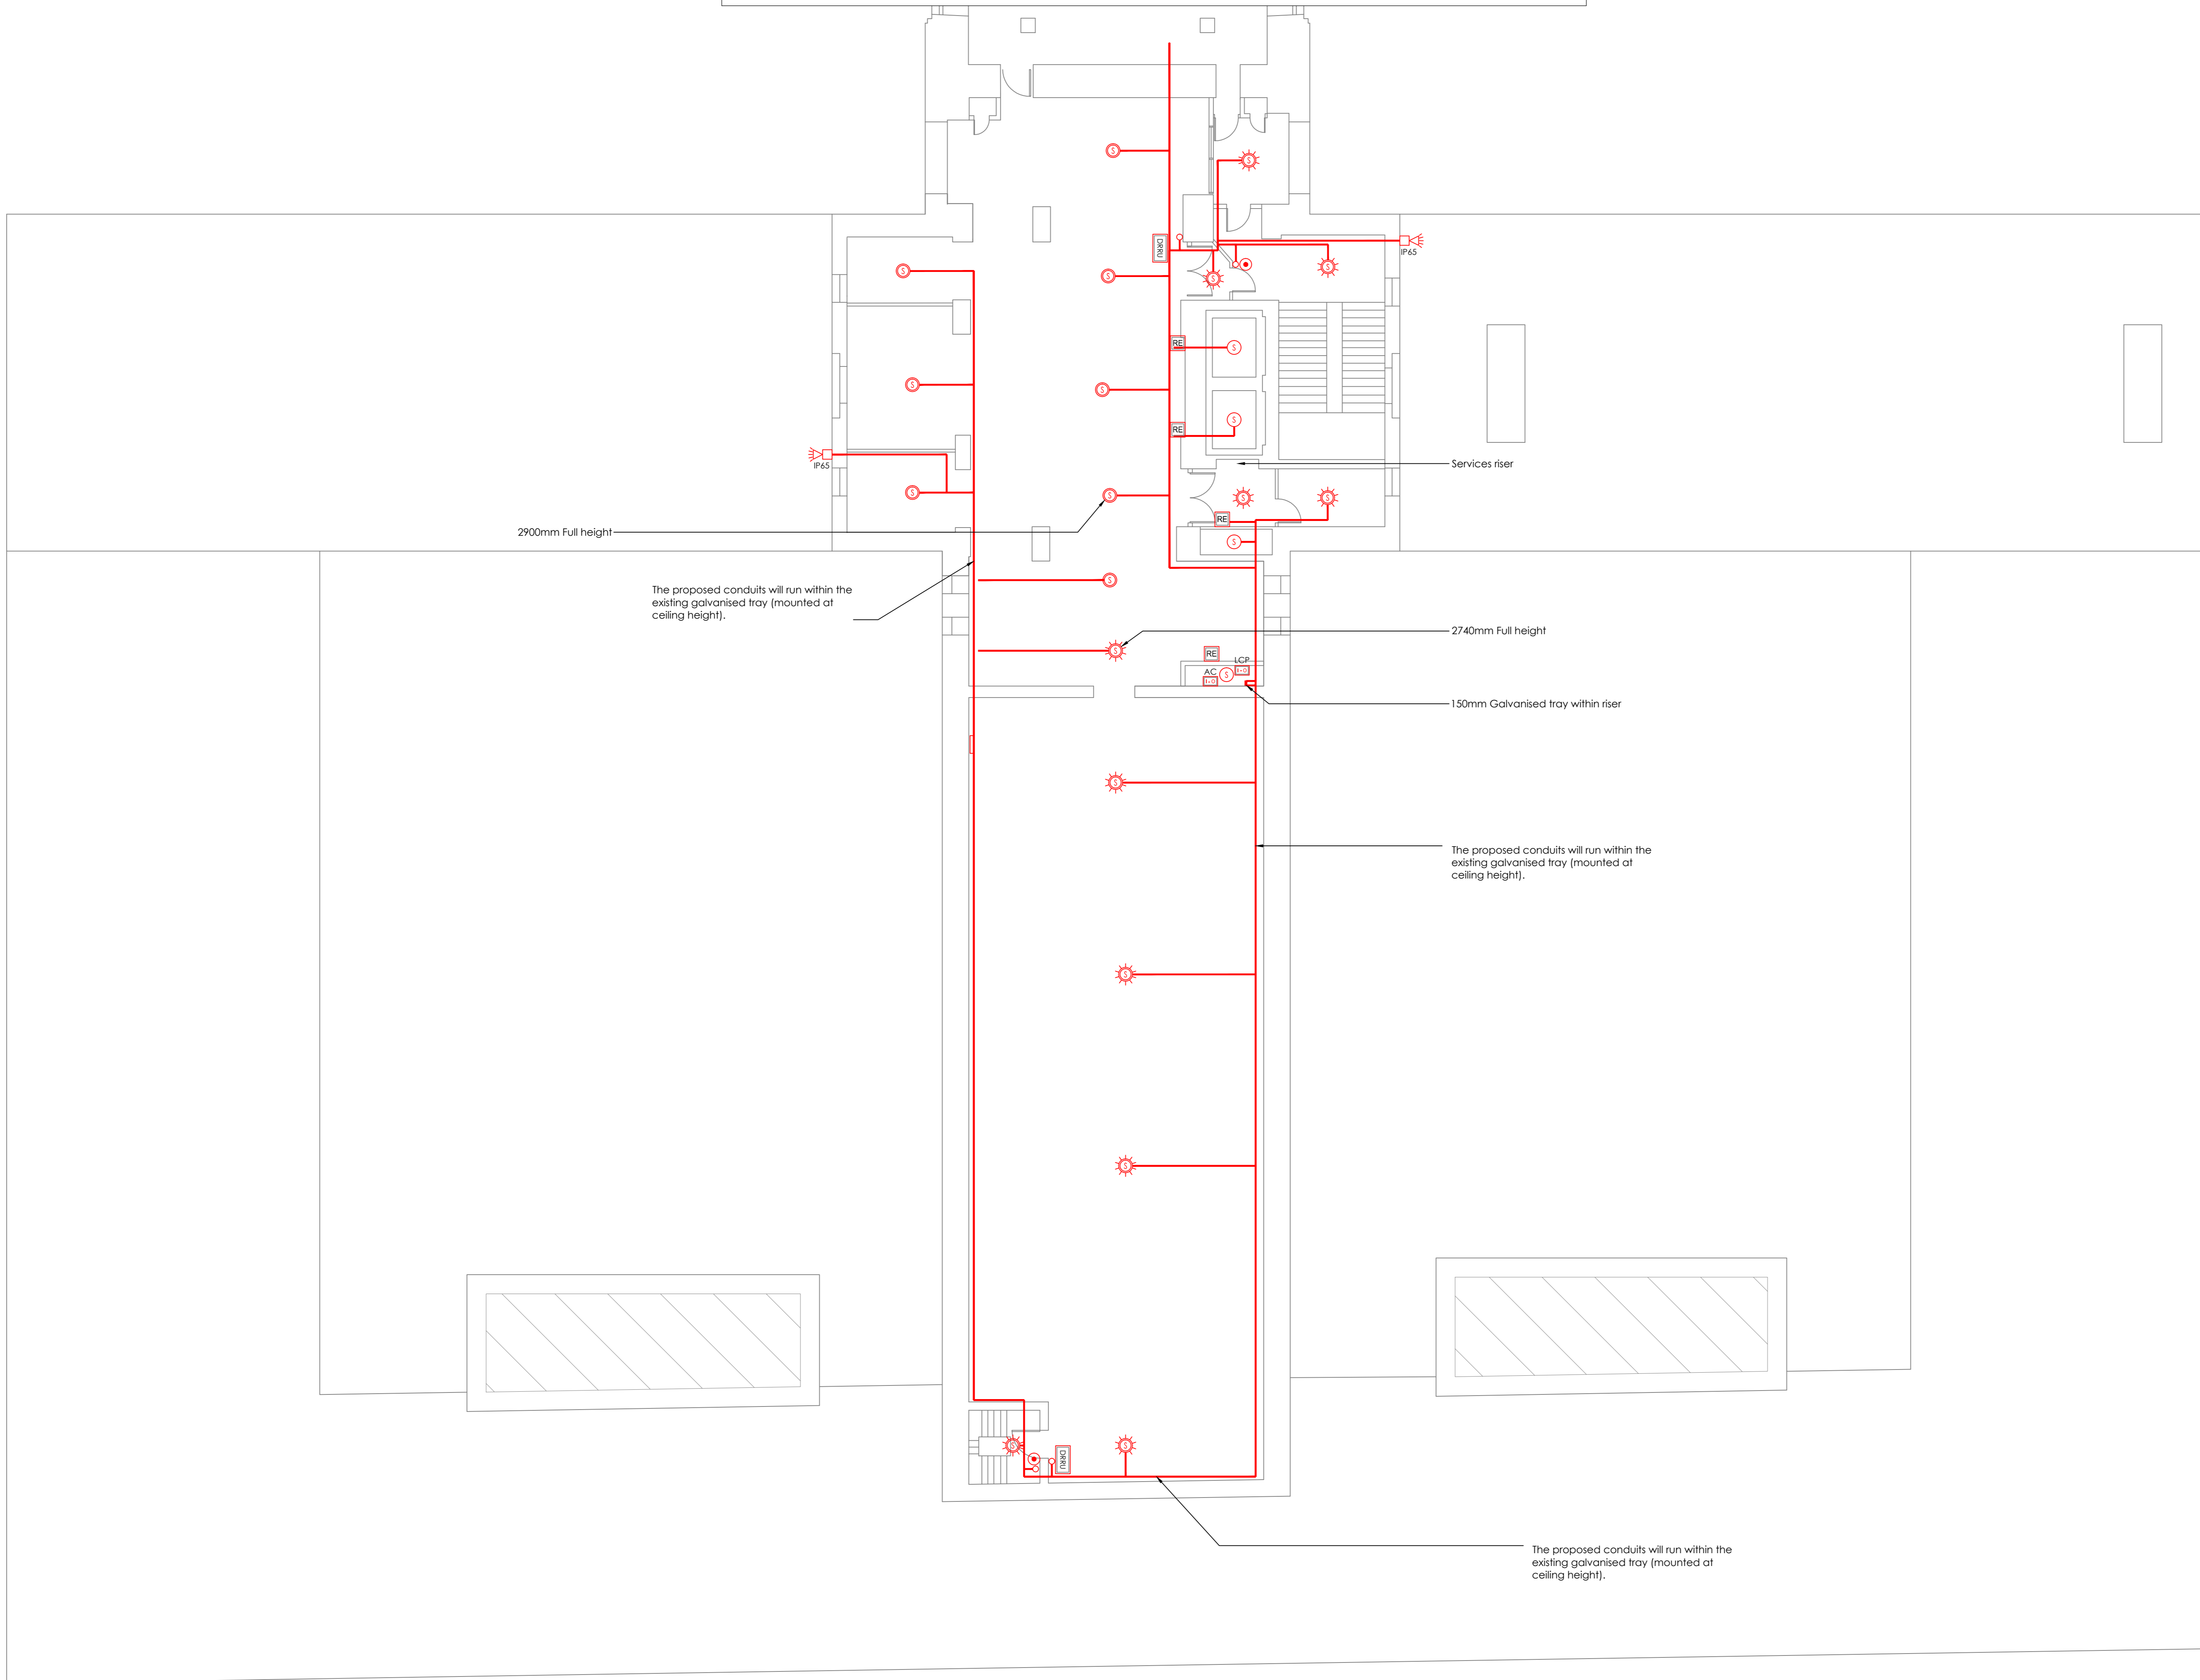 S
S
DRRU
IP65
S
S
S
S
RE
S
S
S
RE
S
IP65
Services riser
S
S
S
S
RE
2900mm Full height
S
S
The proposed conduits will run within the
existing galvanised tray (mounted at
ceiling height).
2740mm Full height
S
RE
LCP
AC
S
I-O
I-O
150mm Galvanised tray within riser
S
The proposed conduits will run within the
existing galvanised tray (mounted at
ceiling height).
S
S
S
S
DRRU
The proposed conduits will run within the
existing galvanised tray (mounted at
ceiling height).